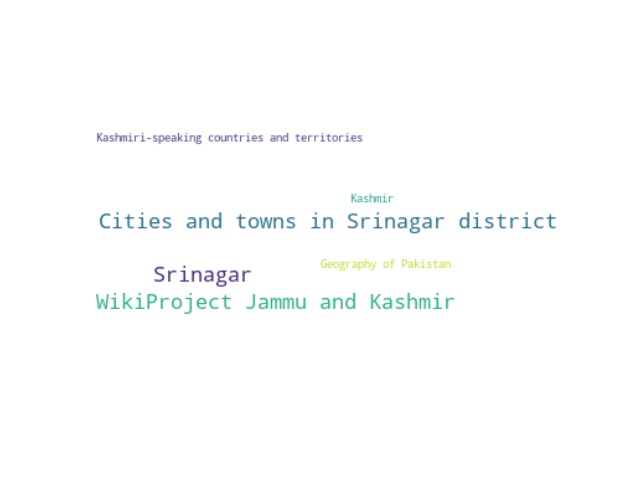 Kashmiri-speaking countries and territories
Kashmir
Cities and towns in Srinagar district
Geography of Pakistan
Srinagar
WikiProject Jammu and Kashmir